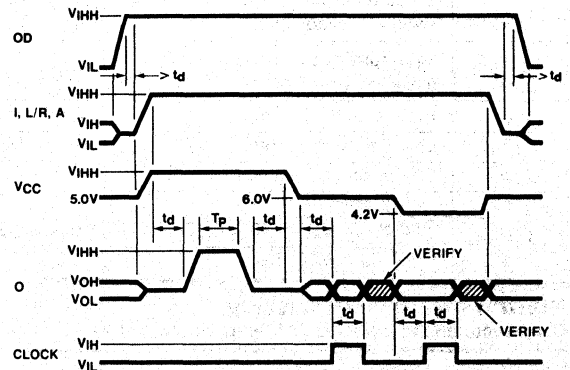 OD
VIHH
VIL
> td
> td
I, L/R, A
VIHH
VIH
VIL
VCC
VIHH
5.0V
6.0V
4.2V
td
Tp
td
td
O
VIHH
VOH
VOL
VERIFY
td
td
td
VERIFY
CLOCK
VIH
VIL